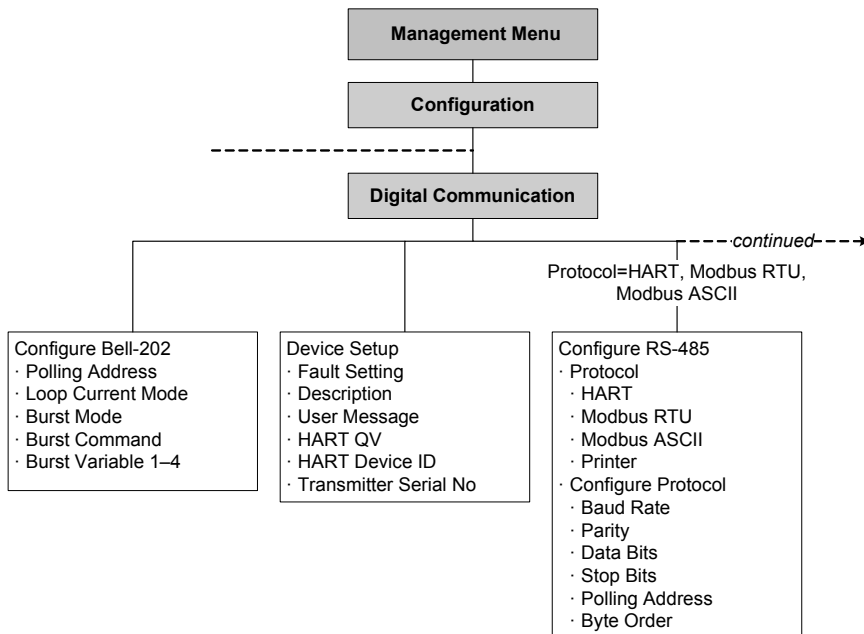 Management Menu
Configuration
Digital Communication
continued
Protocol=HART, Modbus RTU,
Modbus ASCII
Configure Bell-202
· Polling Address
· Loop Current Mode
· Burst Mode
· Burst Command
· Burst Variable 1–4
Device Setup
· Fault Setting
· Description
· User Message
· HART QV
· HART Device ID
· Transmitter Serial No
Configure RS-485
· Protocol
· HART
· Modbus RTU
· Modbus ASCII
· Printer
· Configure Protocol
· Baud Rate
· Parity
· Data Bits
· Stop Bits
· Polling Address
· Byte Order